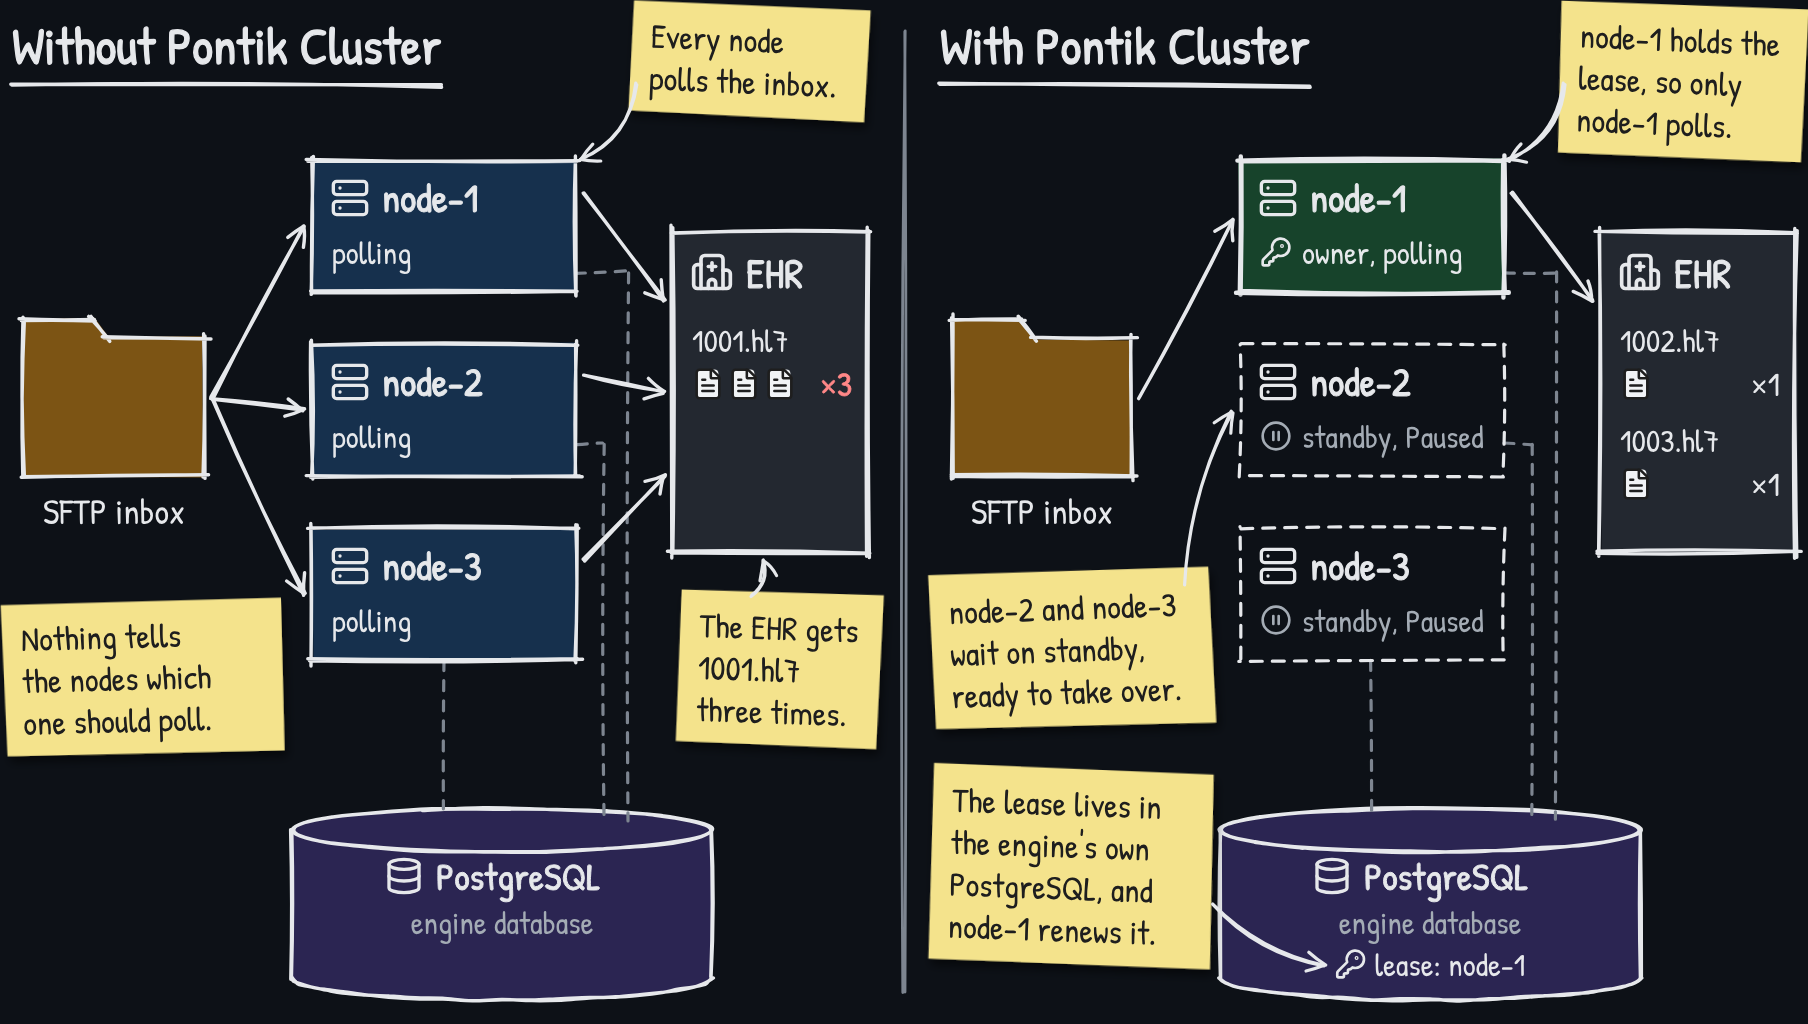 Without Pontik Cluster
Every node
polls the inbox.
node-1
polling
node-2
polling
node-3
polling
SFTP inbox
EHR
1001.hl7
×3
Nothing tells
the nodes which
one should poll.
The EHR gets
1001.hl7
three times.
PostgreSQL
engine database
With Pontik Cluster
node-1 holds the
lease, so only
node-1 polls.
node-1
owner, polling
node-2
standby, Paused
node-3
standby, Paused
SFTP inbox
EHR
1002.hl7
×1
1003.hl7
×1
node-2 and node-3
wait on standby,
ready to take over.
The lease lives in
the engine's own
PostgreSQL, and
node-1 renews it.
PostgreSQL
engine database
lease: node-1